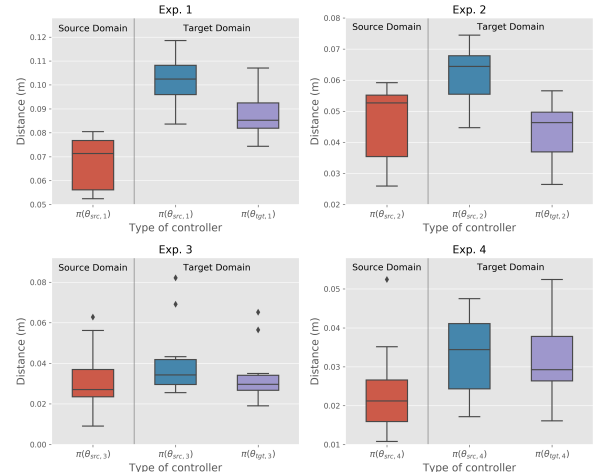 Exp. 1
Source Domain
Target Domain
Distance (m)
0.12
0.11
0.10
0.09
0.08
0.07
0.06
0.05
π(θsrc, 1)
π(θsrc, 1)
π(θtgt, 1)
Type of controller
Exp. 2
Source Domain
Target Domain
Distance (m)
0.08
0.07
0.06
0.05
0.04
0.03
0.02
π(θsrc, 2)
π(θsrc, 2)
π(θtgt, 2)
Type of controller
Exp. 3
Source Domain
Target Domain
Distance (m)
0.08
0.06
0.04
0.02
0.00
π(θsrc, 3)
π(θsrc, 3)
π(θtgt, 3)
Type of controller
Exp. 4
Source Domain
Target Domain
Distance (m)
0.05
0.04
0.03
0.02
0.01
π(θsrc, 4)
π(θsrc, 4)
π(θtgt, 4)
Type of controller